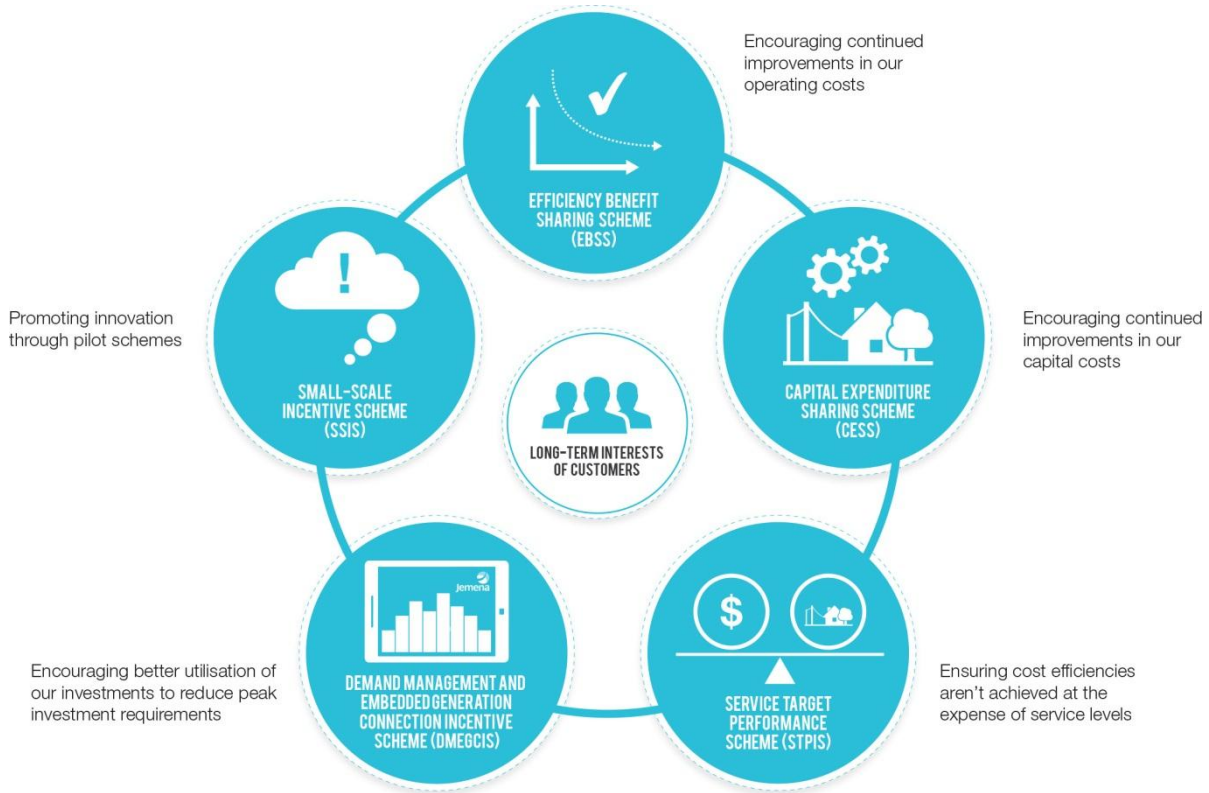 Encouraging continued
improvements in our
operating costs
EFFICIENCY BENEFIT
SHARING SCHEME
(EBSS)
Encouraging continued
improvements in our
capital costs
CAPITAL EXPENDITURE
SHARING SCHEME
(CESS)
Promoting innovation
through pilot schemes
!
SMALL-SCALE
INCENTIVE SCHEME
(SSIS)
LONG-TERM INTERESTS
OF CUSTOMERS
Encouraging better utilisation of
our investments to reduce peak
investment requirements
Jemena
DEMAND MANAGEMENT AND
EMBEDDED GENERATION
CONNECTION INCENTIVE
SCHEME (DMEGCIS)
$
SERVICE TARGET
PERFORMANCE
SCHEME (STPIS)
Ensuring cost efficiencies
aren't achieved at the
expense of service levels